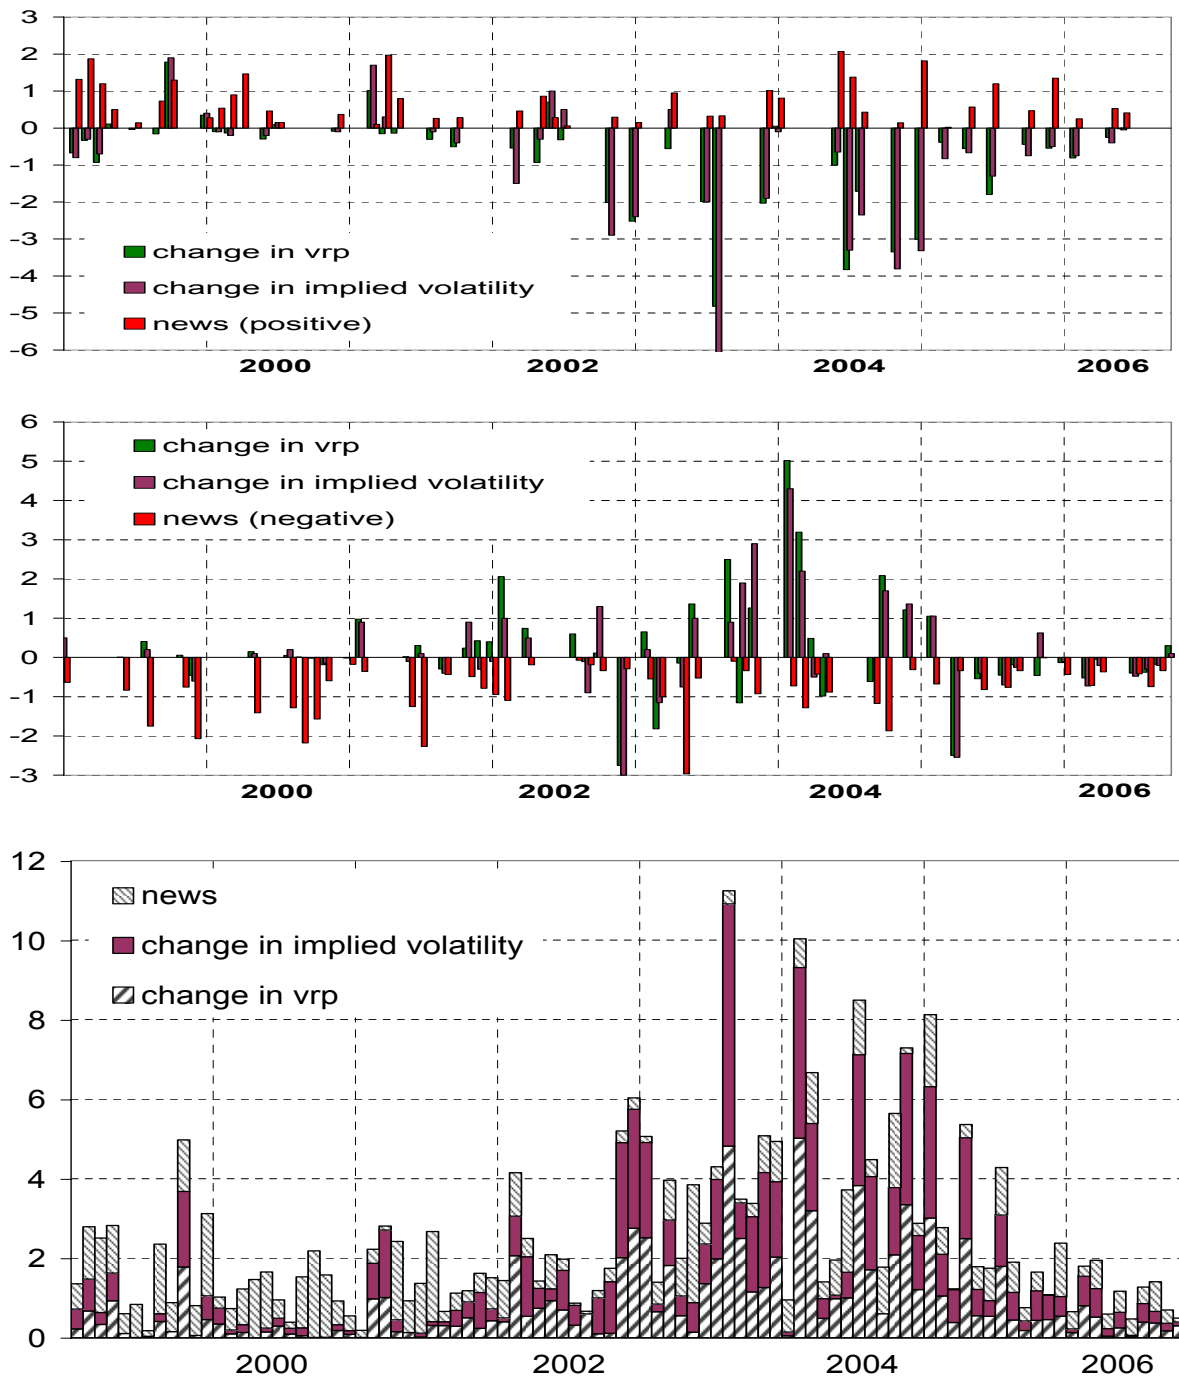 3
2
1
0
-1
-2
-3
-4
-5
-6
change in vrp
change in implied volatility
news (positive)
2000 2002 2004 2006
6
5
4
3
2
1
0
-1
-2
-3
change in vrp
change in implied volatility
news (negative)
2000 2002 2004 2006
12
10
8
6
4
2
0
news
change in implied volatility
change in vrp
2000 2002 2004 2006